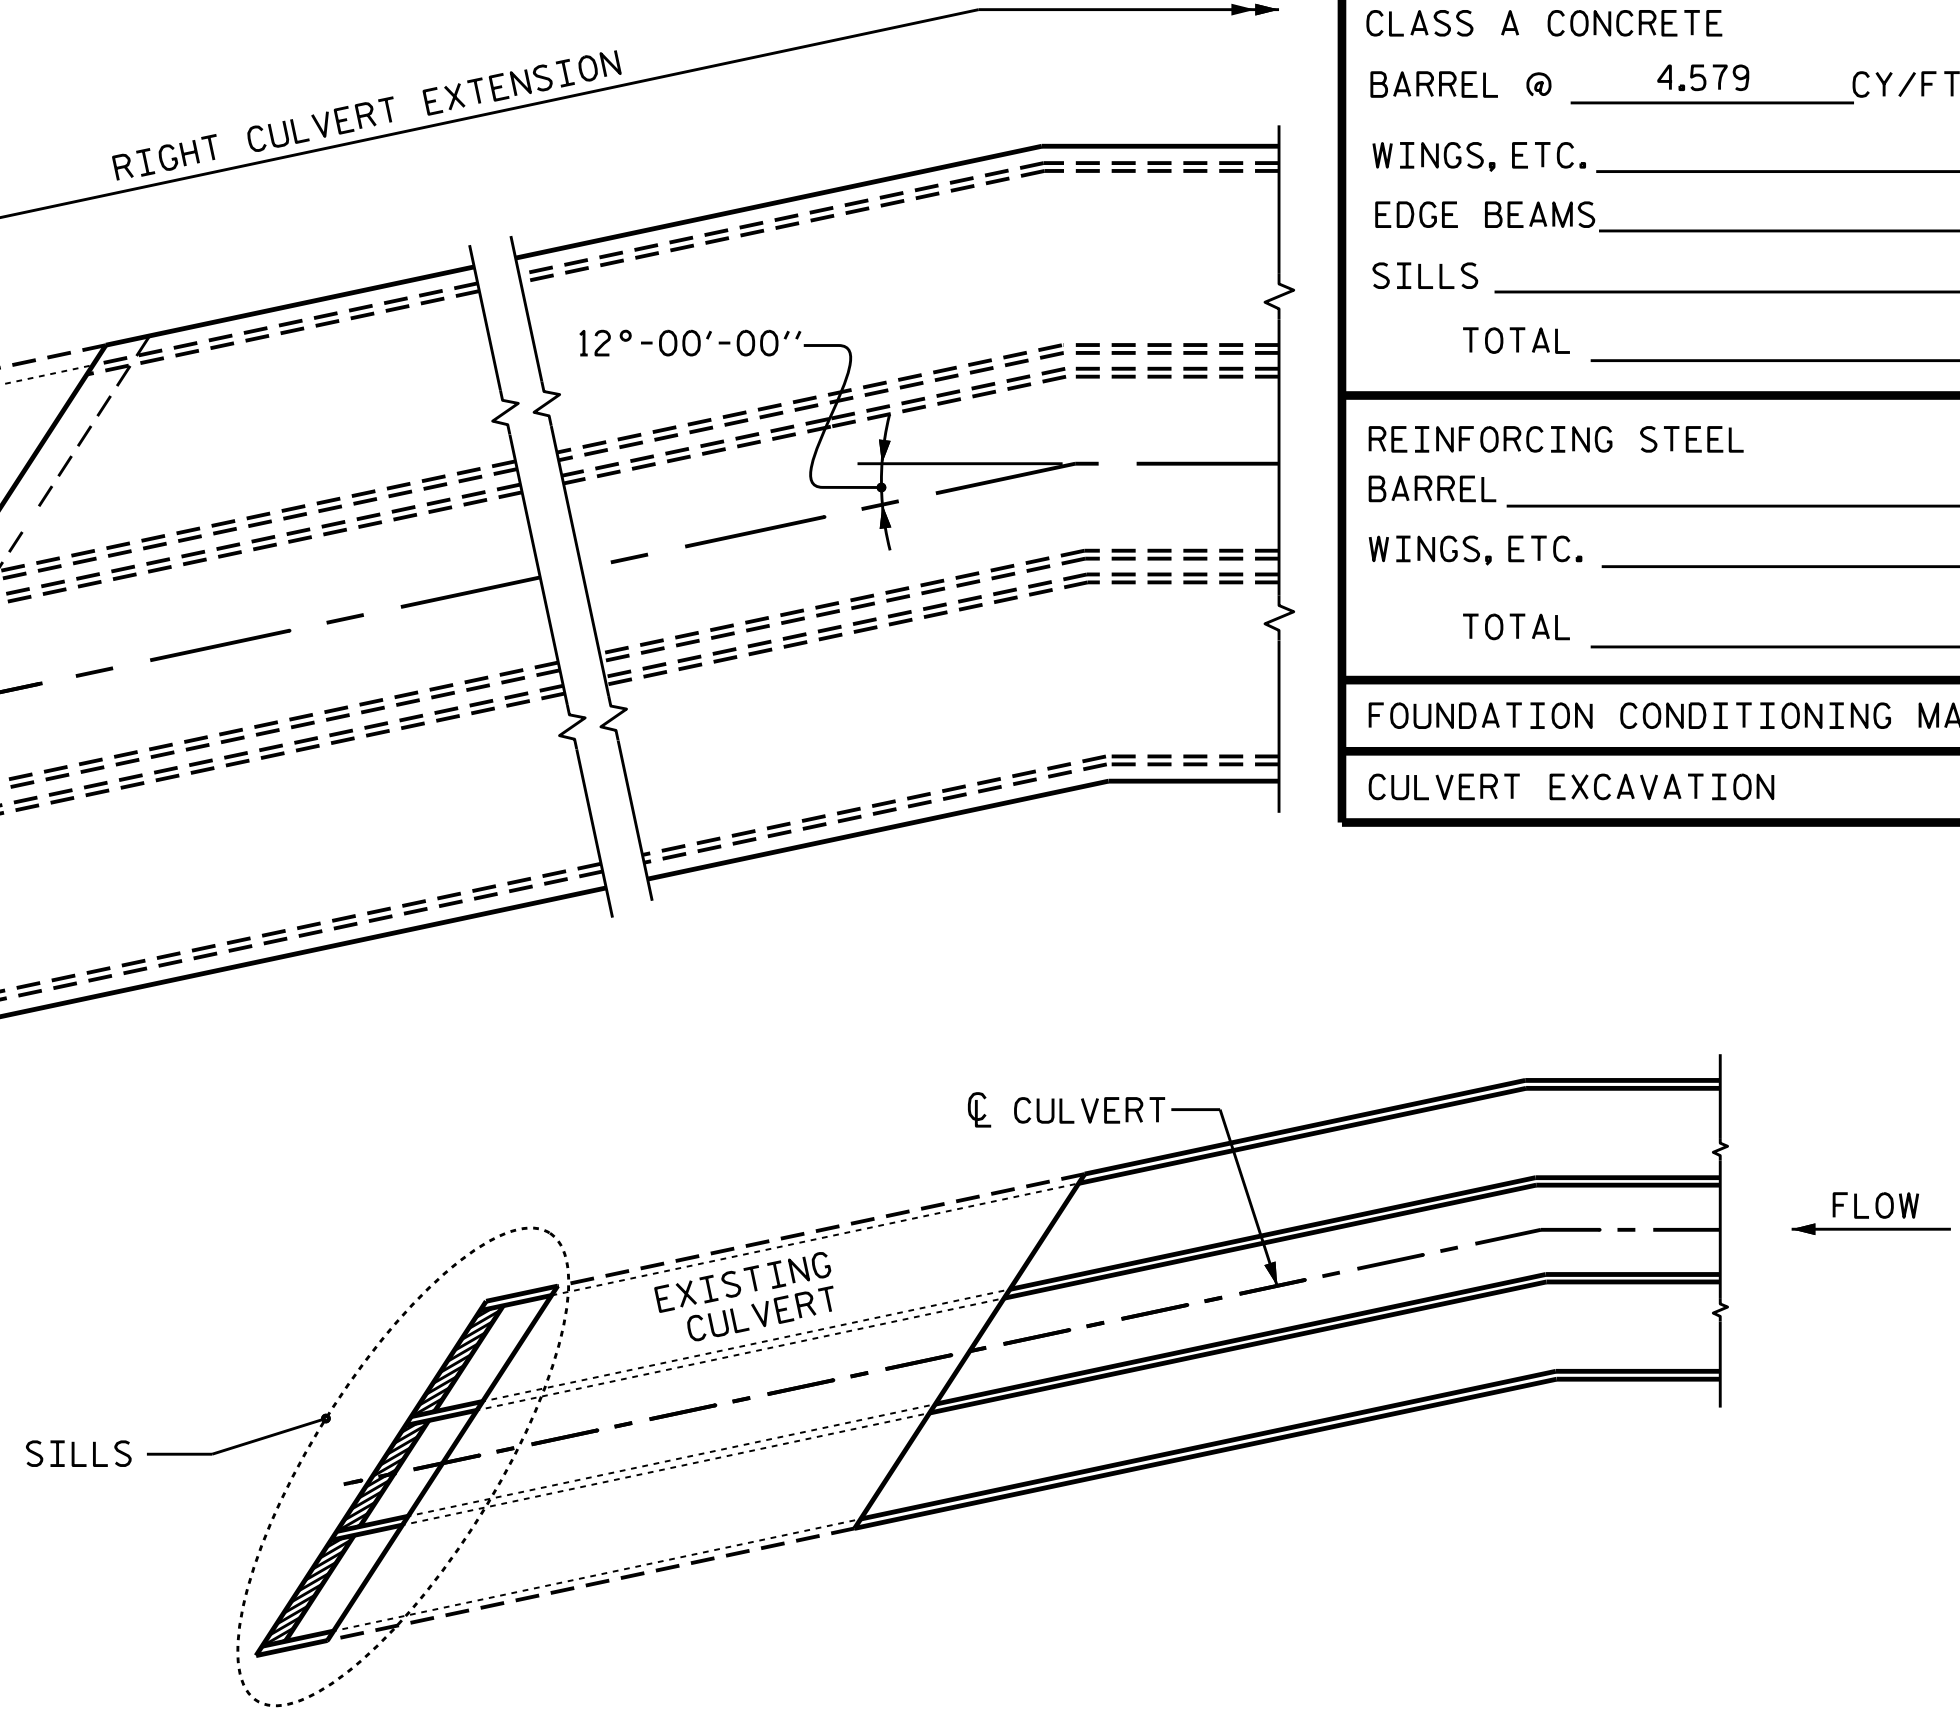 RIGHT CULVERT EXTENSION
12°-00'-00"
CLASS A CONCRETE
BARREL @ 4.579 CY/FT
WINGS, ETC.
EDGE BEAMS
SILLS
TOTAL
REINFORCING STEEL
BARREL
WINGS, ETC.
TOTAL
FOUNDATION CONDITIONING MA
CULVERT EXCAVATION
℄ CULVERT
FLOW
EXISTING
CULVERT
SILLS